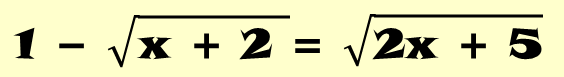 1 - √(x + 2) = √(2x + 5)